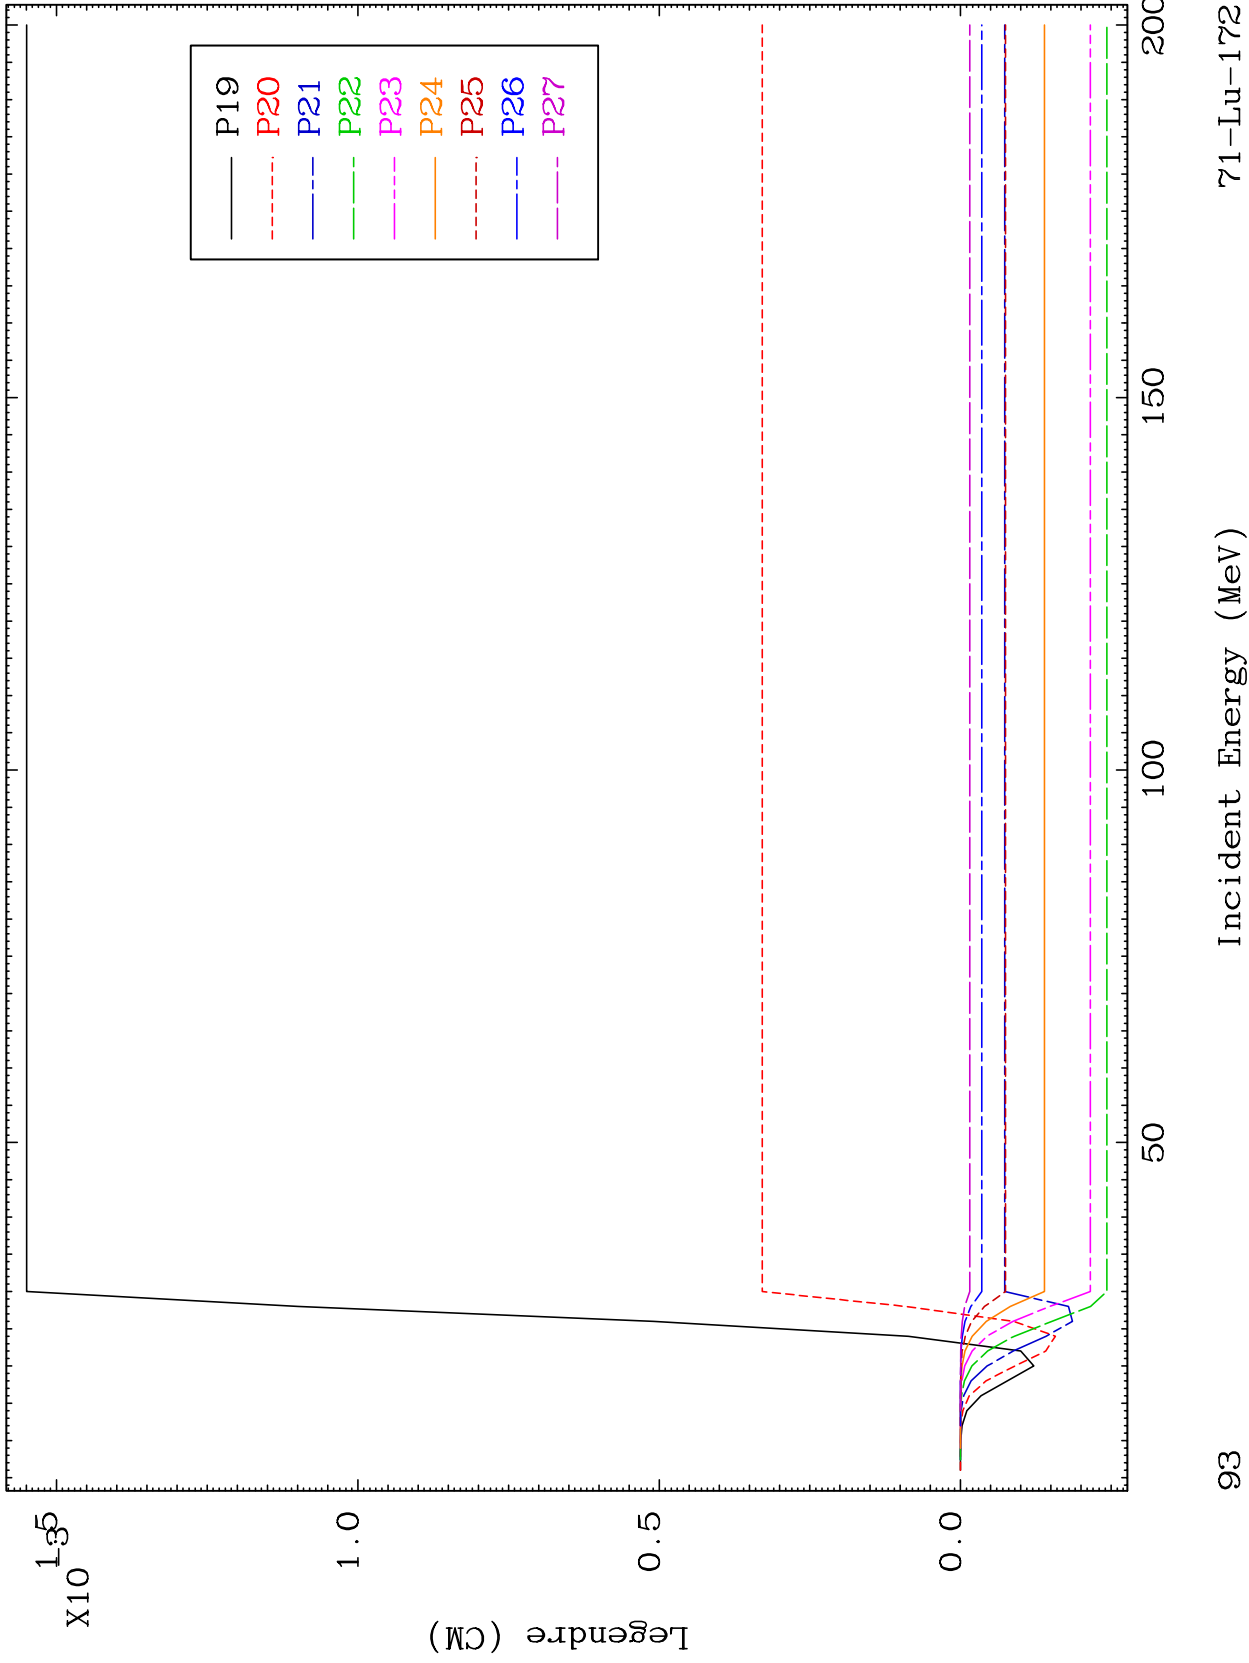 Legendre (CM)
X10
-3
1.5
1.0
0.5
0.0
P19
P20
P21
P22
P23
P24
P25
P26
P27
50
100
150
200
Incident Energy (MeV)
93
71-Lu-172